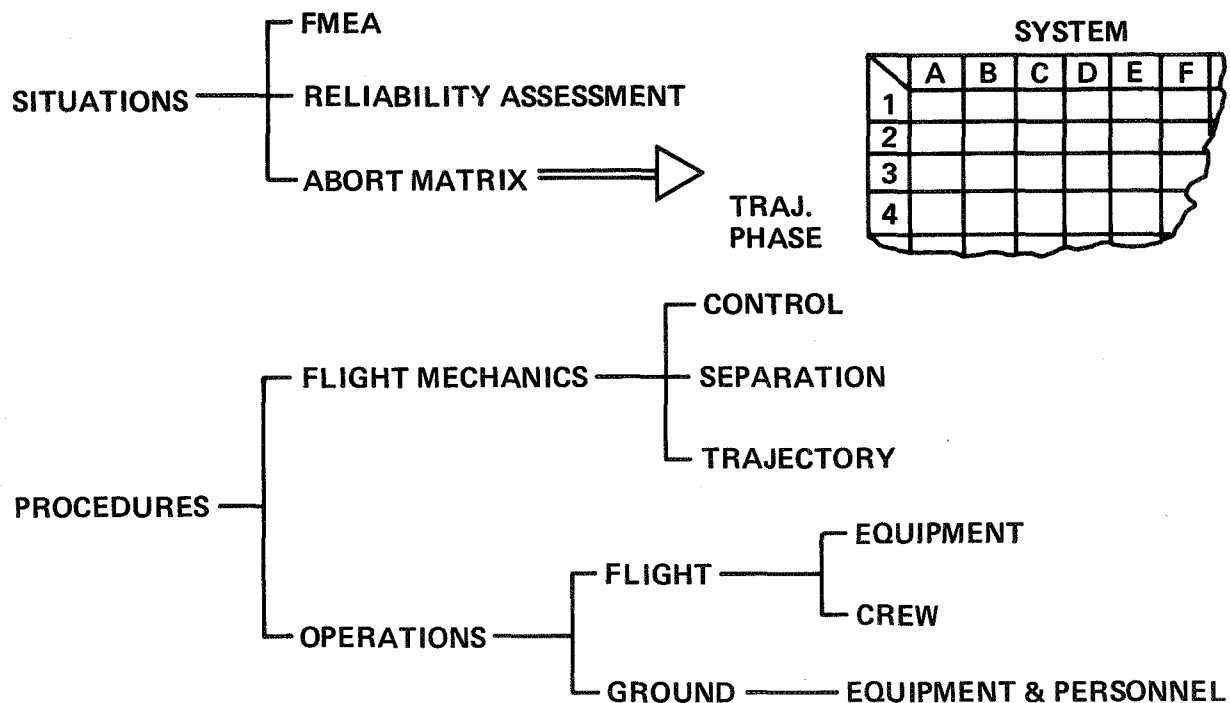 FMEA
SITUATIONS
RELIABILITY ASSESSMENT
ABORT MATRIX
SYSTEM
A B C D E F
1
2
3
4
TRAJ.
PHASE
PROCEDURES
FLIGHT MECHANICS
CONTROL
SEPARATION
TRAJECTORY
OPERATIONS
FLIGHT
EQUIPMENT
CREW
GROUND
EQUIPMENT & PERSONNEL